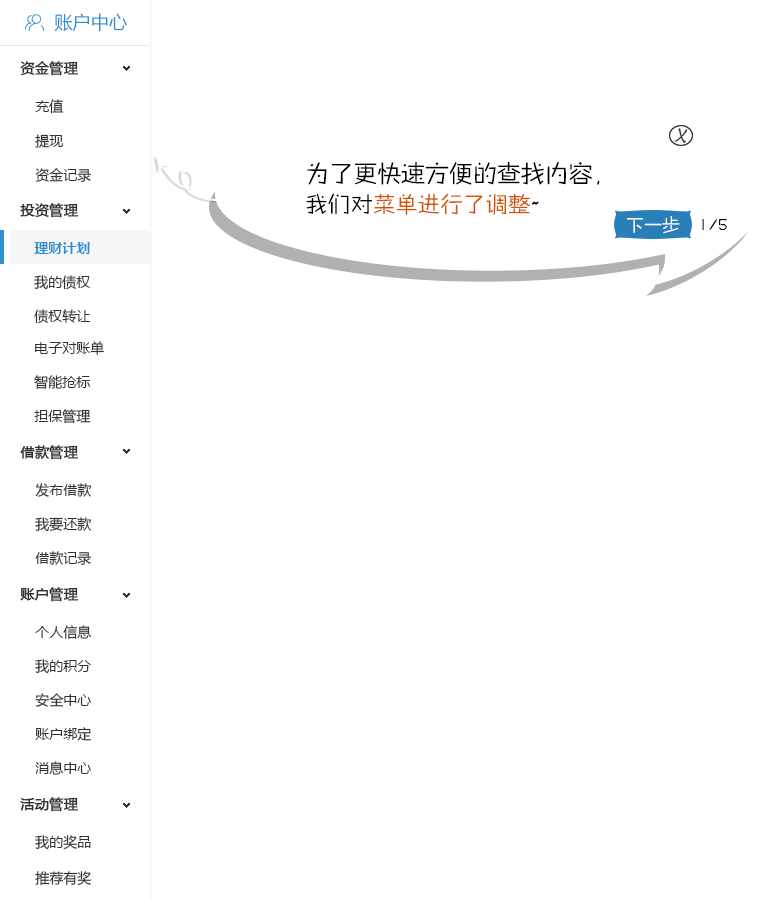 账户中心
资金管理
充值
提现
资金记录
投资管理
理财计划
我的债权
债权转让
电子对账单
智能抢标
担保管理
借款管理
发布借款
我要还款
借款记录
账户管理
个人信息
我的积分
安全中心
账户绑定
消息中心
活动管理
我的奖品
推荐有奖
X
为了更快速方便的查找内容,
我们对菜单进行了调整~
下一步 1/5